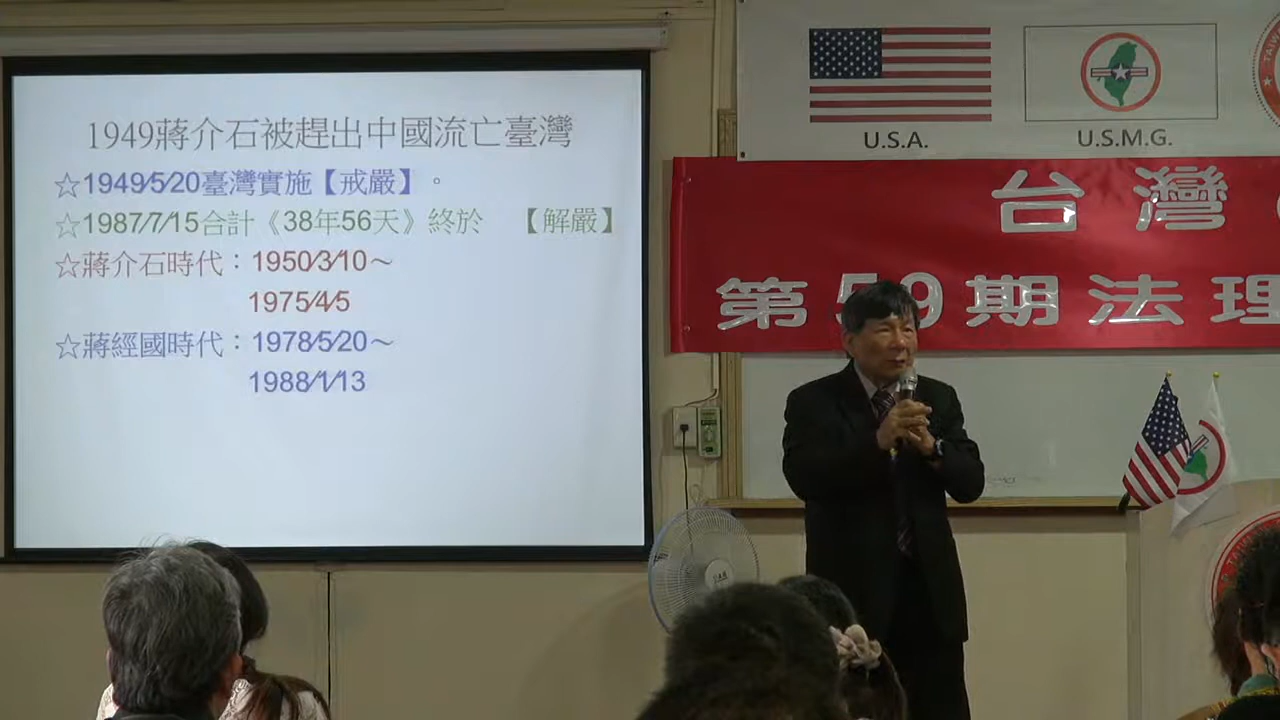 1949蔣介石被趕出中國流亡臺灣
☆1949/5/20臺灣實施【戒嚴】。
☆1987/7/15合計《38年56天》終於 【解嚴】
☆蔣介石時代：1950/3/10～
1975/4/5
☆蔣經國時代：1978/5/20～
1988/1/13
U.S.A.
U.S.M.G.
台灣
第59期法理